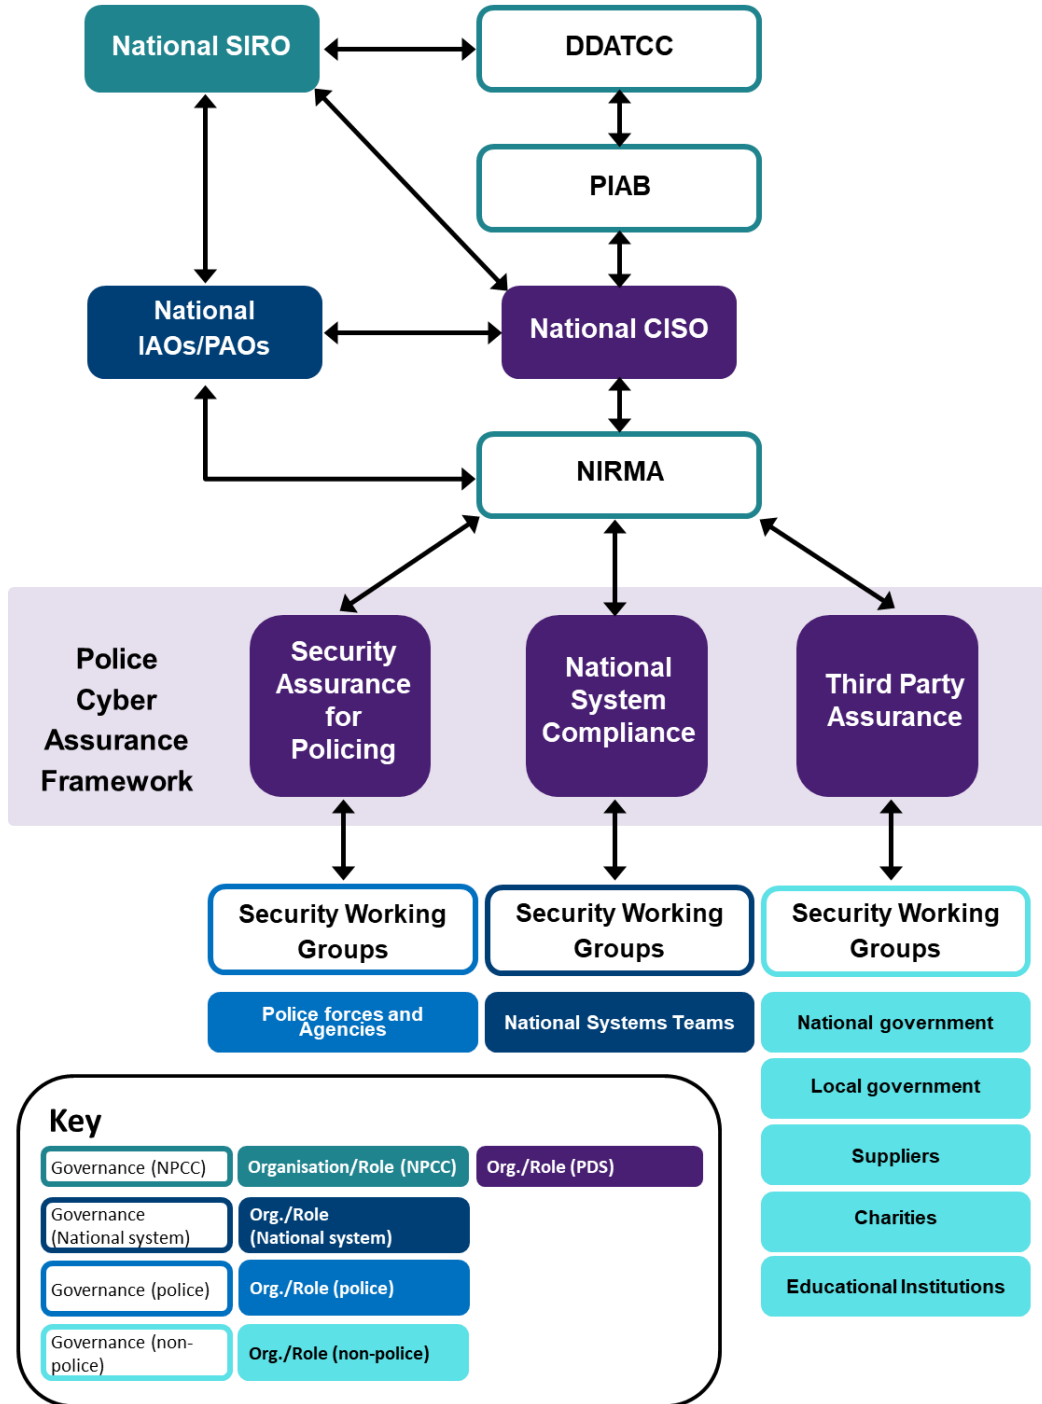 National SIRO
DDATCC
PIAB
National
IAOs/PAOs
National CISO
NIRMA
Police
Cyber
Assurance
Framework
Security
Assurance
for
Policing
National
System
Compliance
Third Party
Assurance
Security Working
Groups
Security Working
Groups
Security Working
Groups
Police forces and
Agencies
National Systems Teams
National government
Local government
Suppliers
Charities
Educational Institutions
Key
Governance (NPCC)
Organisation/Role (NPCC)
Org./Role (PDS)
Governance
(National system)
Org./Role
(National system)
Governance (police)
Org./Role (police)
Governance (non-
police)
Org./Role (non-police)